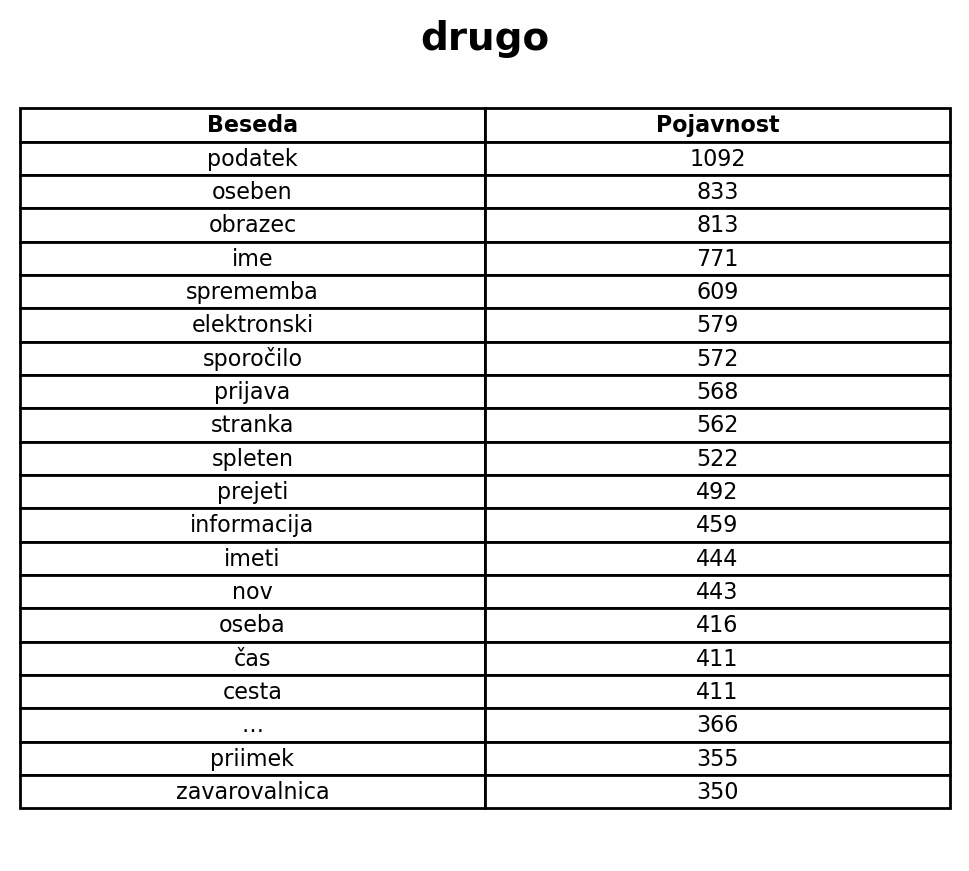 drugo
Beseda Pojavnost
podatek 1092
oseben 833
obrazec 813
ime 771
sprememba 609
elektronski 579
sporočilo 572
prijava 568
stranka 562
spleten 522
prejeti 492
informacija 459
imeti 444
nov 443
oseba 416
čas 411
cesta 411
... 366
priimek 355
zavarovalnica 350